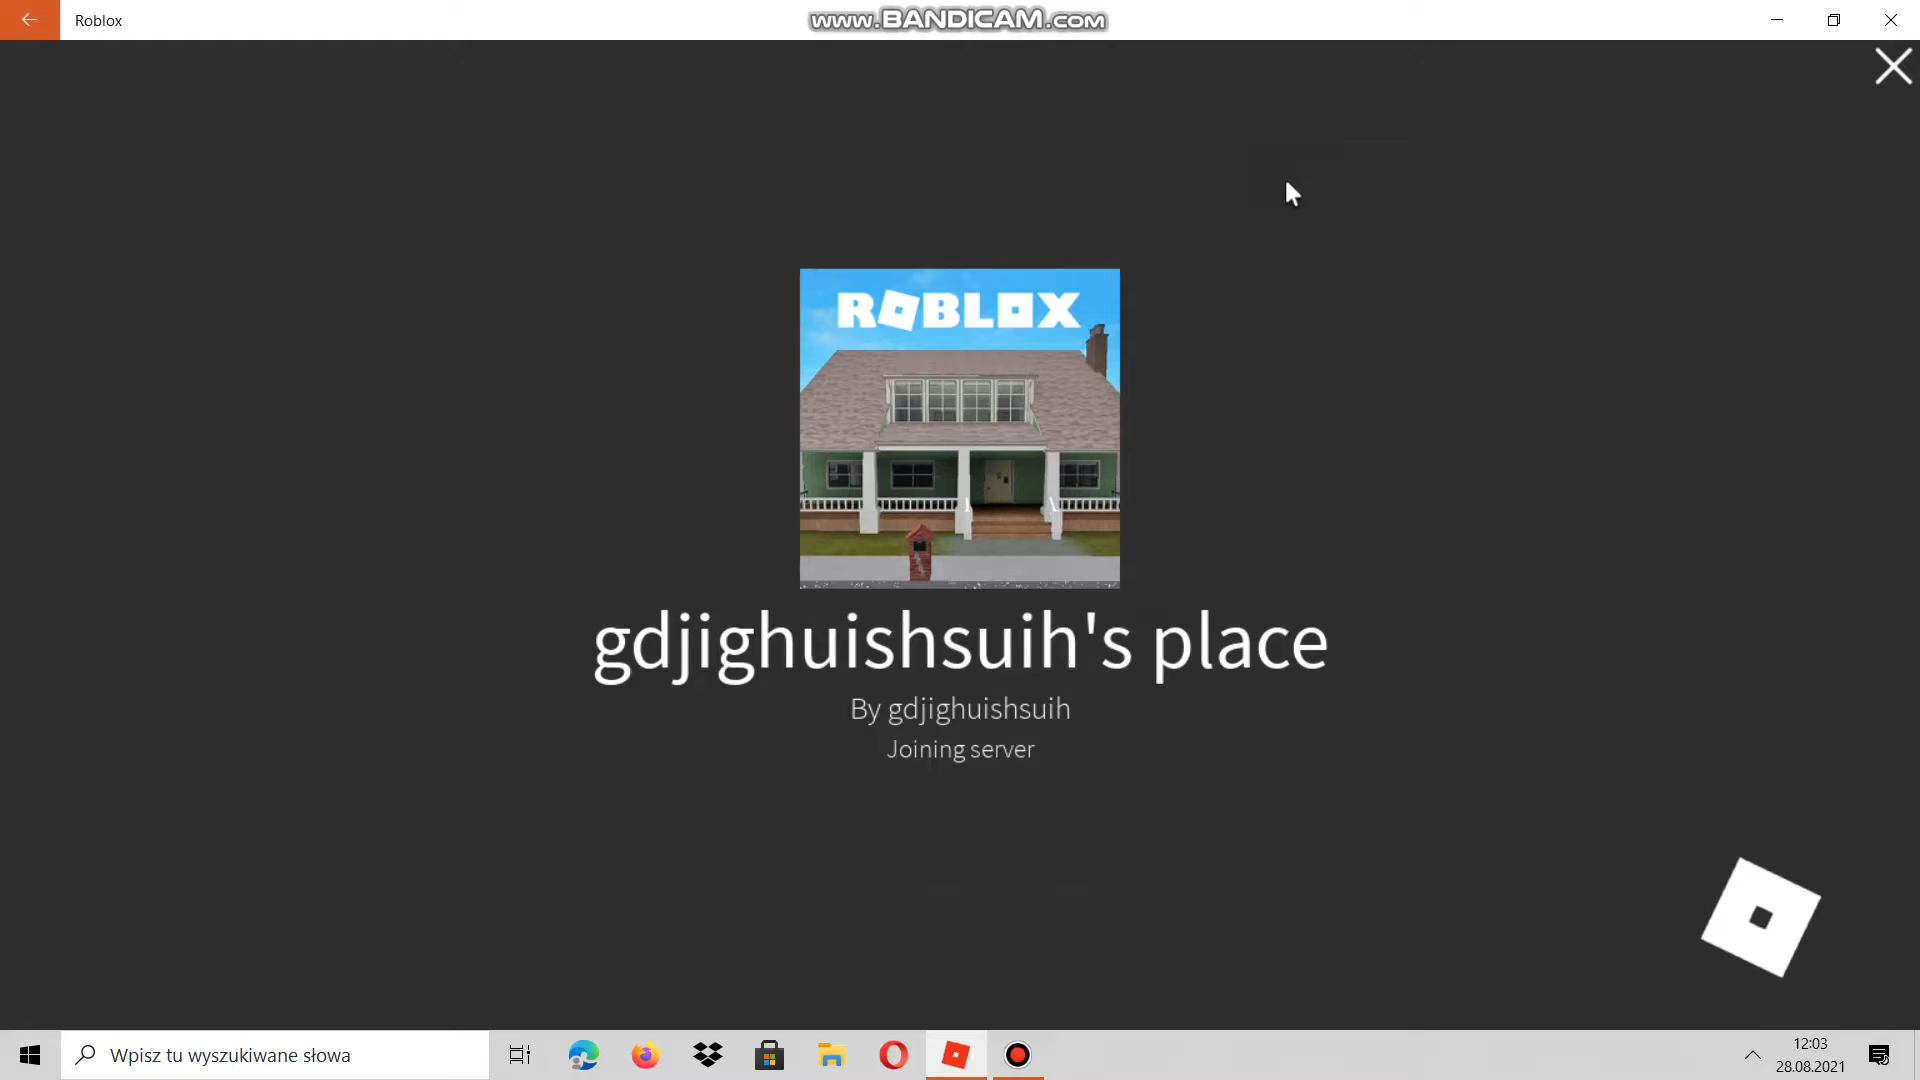 Roblox
www.BANDICAM.com
ROBLOX
gdjighuishsuih's place
By gdjighuishsuih
Joining server
Wpisz tu wyszukiwane słowa
12:03
28.08.2021